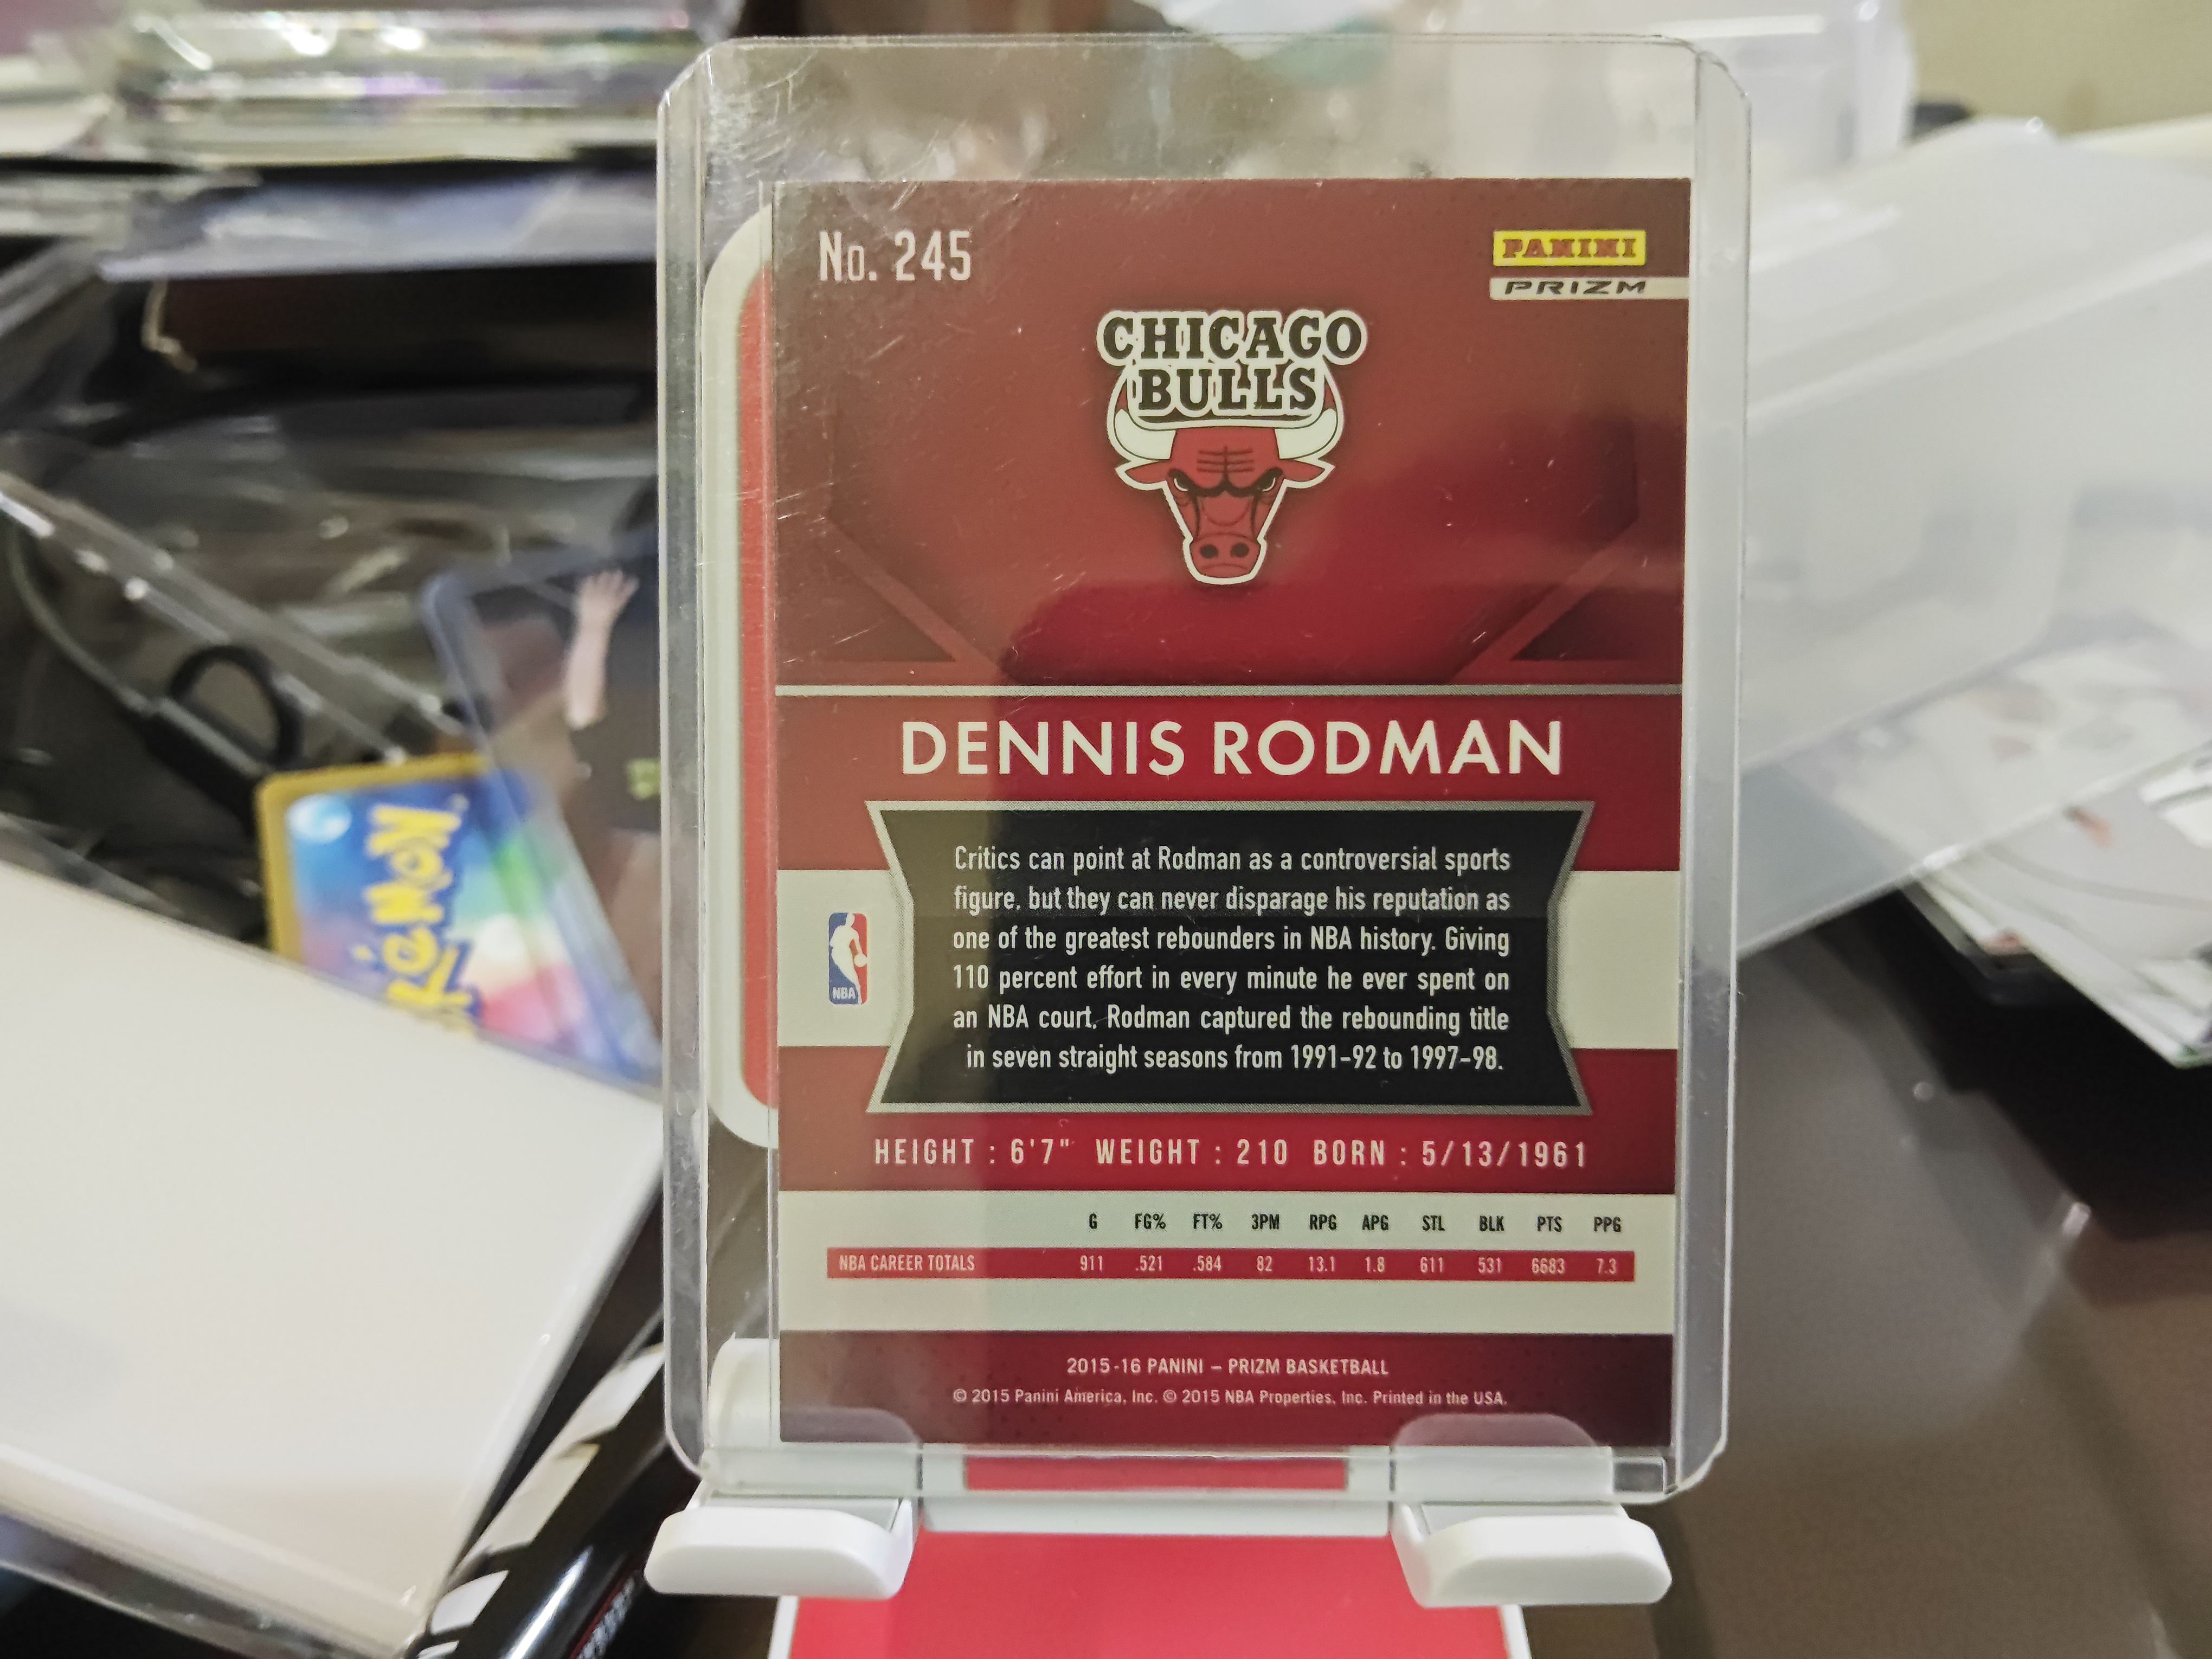 No. 245
PANINI
PRIZM
CHICAGO
BULLS
DENNIS RODMAN
Critics can point at Rodman as a controversial sports
figure, but they can never disparage his reputation as
one of the greatest rebounders in NBA history. Giving
110 percent effort in every minute he ever spent on
an NBA court, Rodman captured the rebounding title
in seven straight seasons from 1991-92 to 1997-98.
NBA
HEIGHT : 6'7" WEIGHT : 210 BORN : 5/13/1961
G FG% FT% 3PM RPG APG STL BLK PTS PPG
NBA CAREER TOTALS 911 .521 .584 82 13.1 1.8 611 531 6683 7.3
2015-16 PANINI – PRIZM BASKETBALL
© 2015 Panini America, Inc. © 2015 NBA Properties, Inc. Printed in the USA.
POKéMON